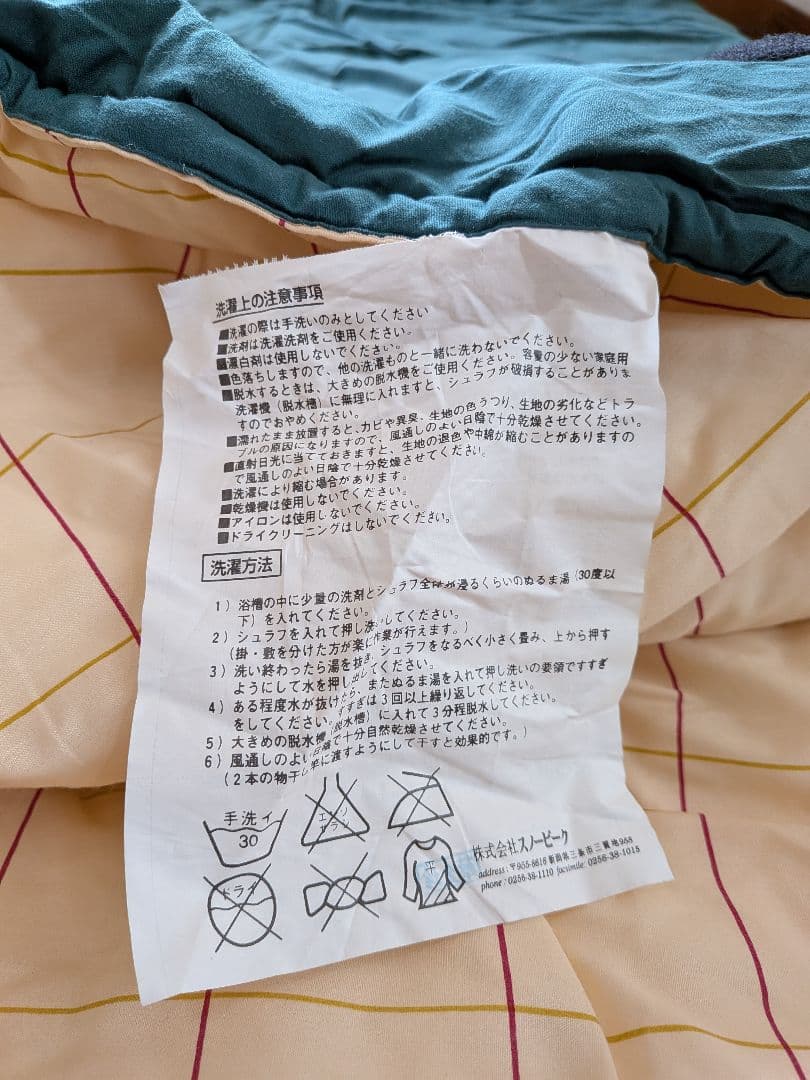 洗濯上の注意事項
■洗濯の際は手洗いのみとしてください
■洗剤は洗濯洗剤をご使用ください。
■漂白剤は使用しないでください。
■色落ちしますので、他の洗濯ものと一緒に洗わないでください。
■脱水するときは、大きめの脱水機をご使用ください。容量の少ない家庭用
洗濯機（脱水槽）に無理に入れますと、シュラフが破損することがありま
すのでおやめください。
■濡れたまま放置すると、カビや異臭、生地の色うつり、生地の劣化などトラ
ブルの原因になりますので、風通しのよい日陰で十分乾燥させてください。
■直射日光に当てておきますと、生地の退色や中綿が縮むことがありますの
で風通しのよい日陰で十分乾燥させてください。
■洗濯により縮む場合があります。
■乾燥機は使用しないでください。
■アイロンは使用しないでください。
■ドライクリーニングはしないでください。
洗濯方法
1）浴槽の中に少量の洗剤とシュラフ全体が浸るくらいのぬるま湯（30度以
下）を入れてください。
2）シュラフを入れて押し洗いしてください。
（掛・敷を分けた方が楽に作業が行えます。）
3）洗い終わったら湯を抜き、シュラフをなるべく小さく畳み、上から押す
ようにして水を押し出してください。
4）ある程度水が抜けたら、またぬるま湯を入れて押し洗いの要領ですすぎ
をしてください。すすぎは3回以上繰り返してください。
5）大きめの脱水機（脱水槽）に入れて3分程脱水してください。
6）風通しのよい日陰で十分自然乾燥させてください。
（2本の物干し竿に渡すようにして干すと効果的です。）
手洗イ
30
エンソ
サラシ
ドライ
平
株式会社スノーピーク
address : 〒955-8616 新潟県三条市三貫地958
phone : 0256-38-1110 facsimile: 0256-38-1015